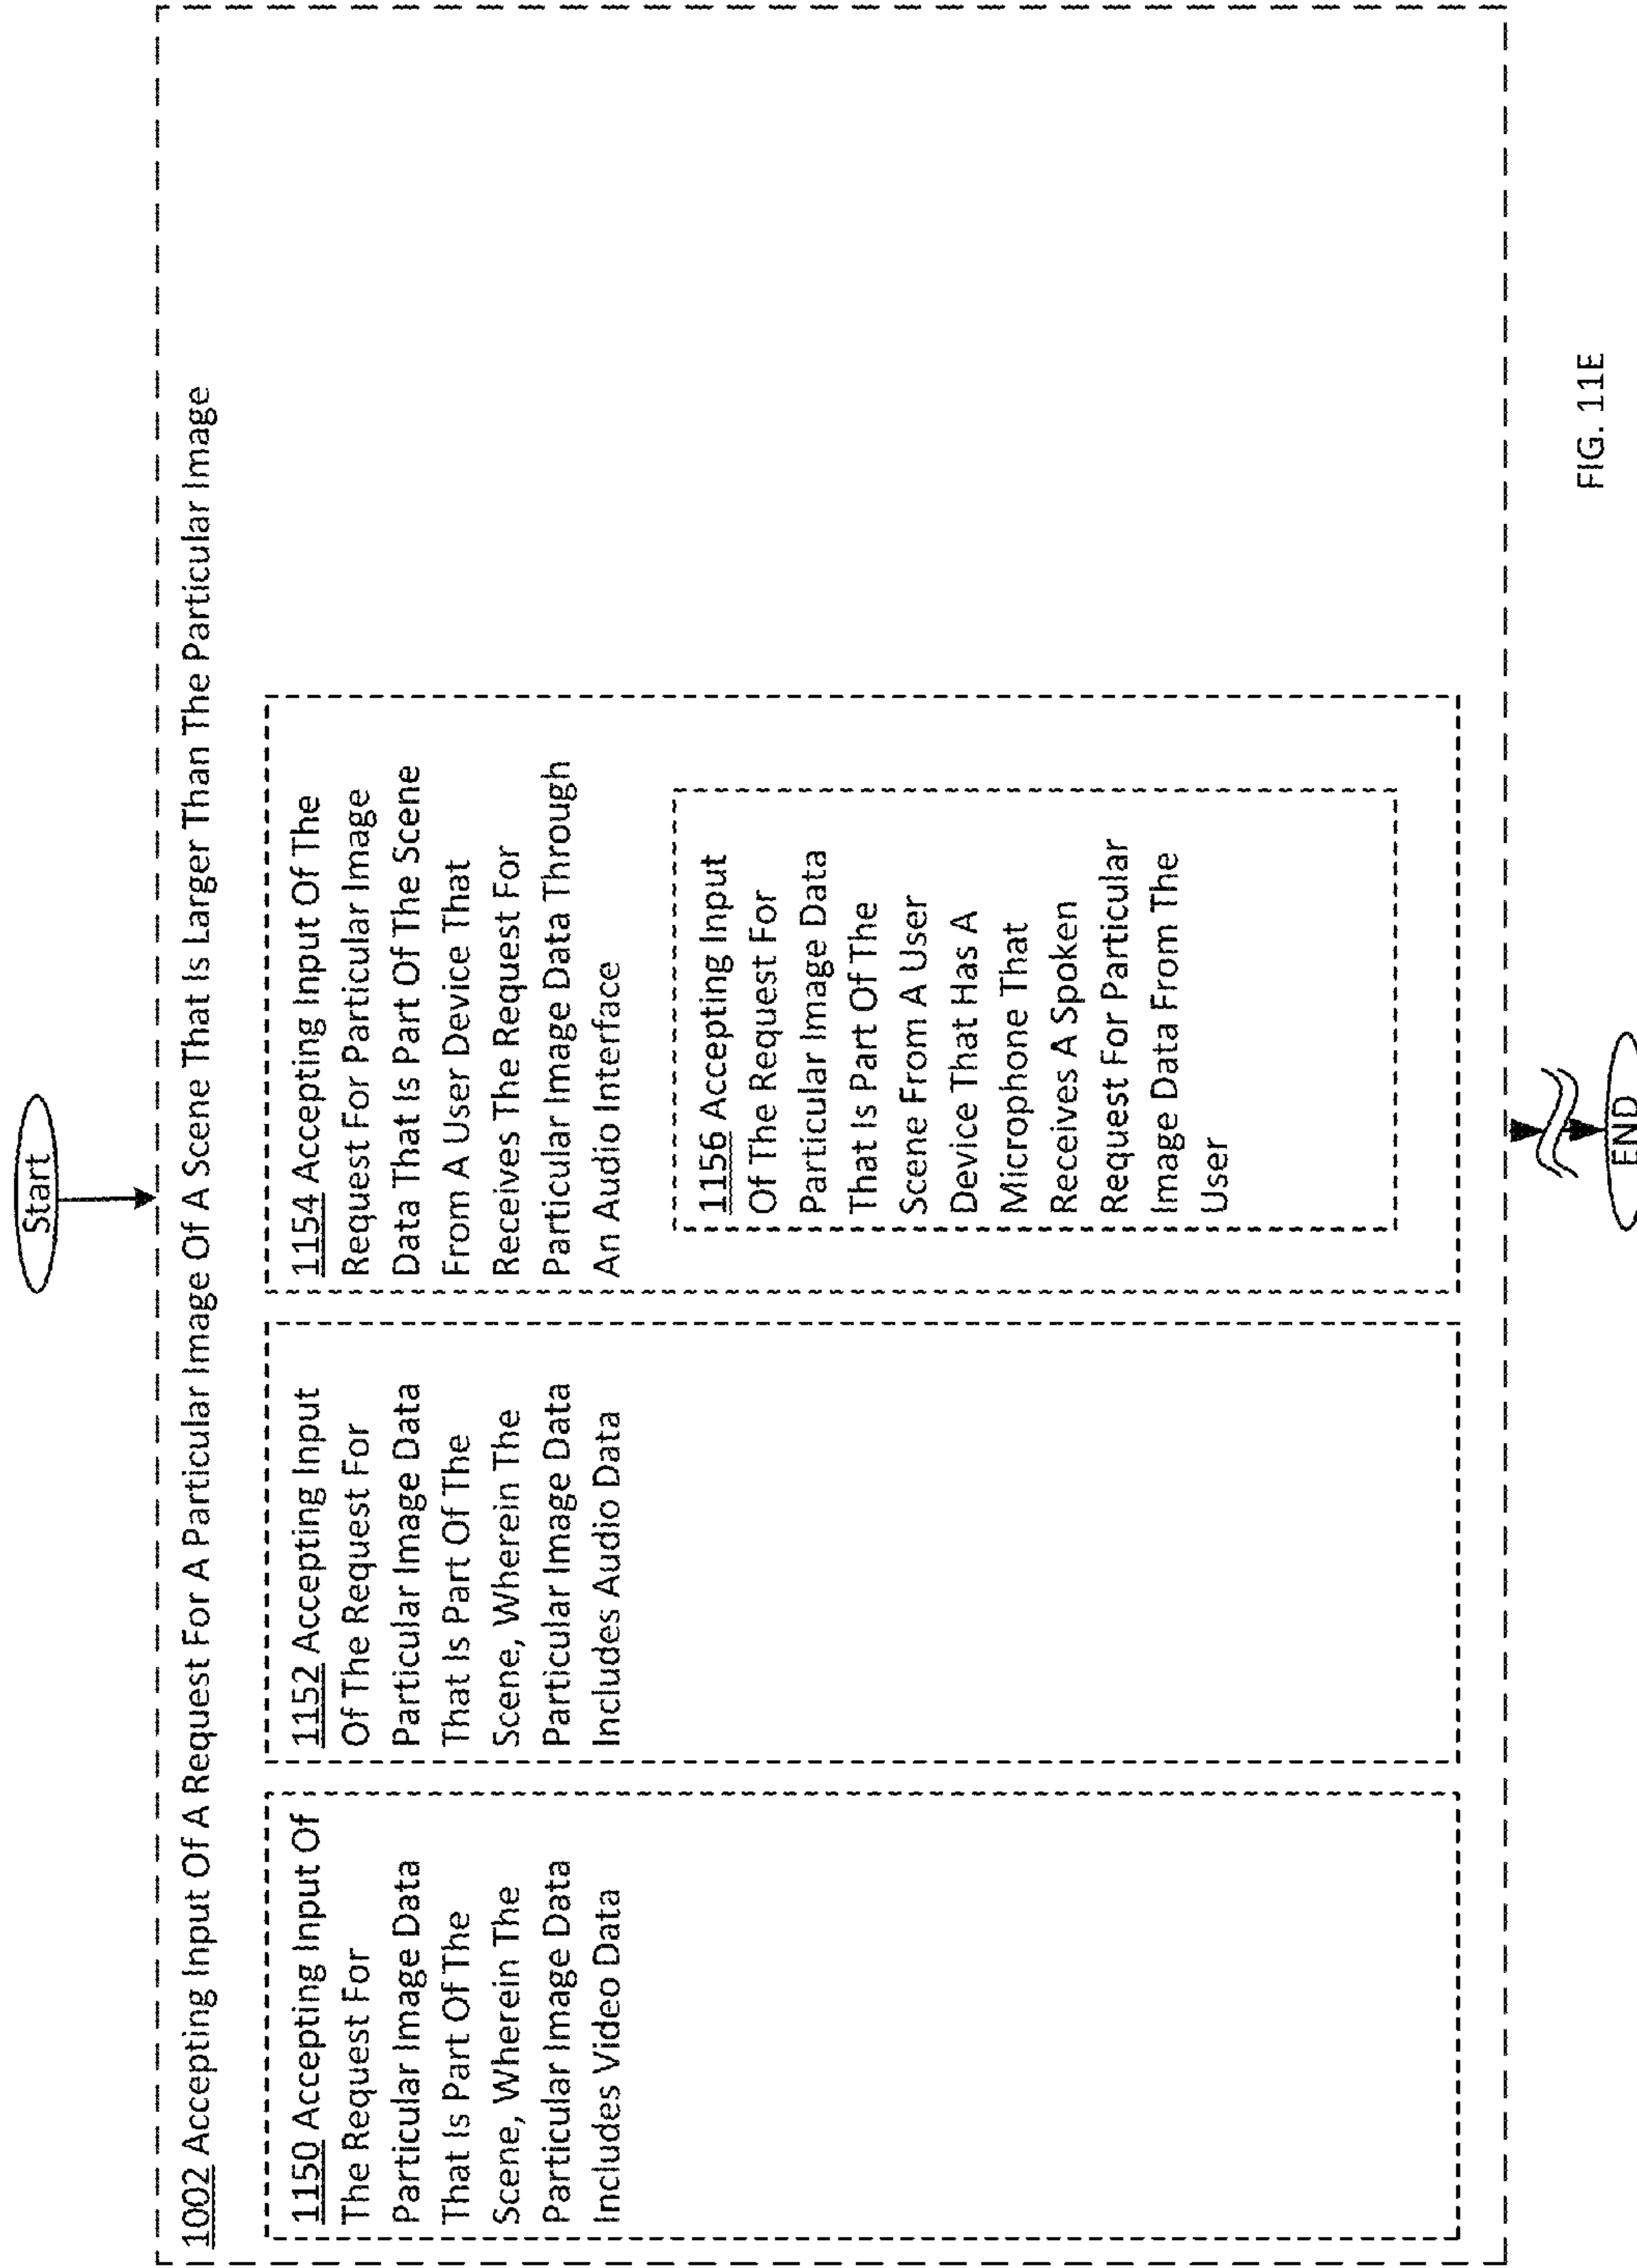 Start
1002 Accepting Input Of A Request For A Particular Image Of A Scene That Is Larger Than The Particular Image
1150 Accepting Input Of
The Request For
Particular Image Data
That Is Part Of The
Scene, Wherein The
Particular Image Data
Includes Video Data
1152 Accepting Input
Of The Request For
Particular Image Data
That Is Part Of The
Scene, Wherein The
Particular Image Data
Includes Audio Data
1154 Accepting Input Of The
Request For Particular Image
Data That Is Part Of The Scene
From A User Device That
Receives The Request For
Particular Image Data Through
An Audio Interface
1156 Accepting Input
Of The Request For
Particular Image Data
That Is Part Of The
Scene From A User
Device That Has A
Microphone That
Receives A Spoken
Request For Particular
Image Data From The
User
END
FIG. 11E